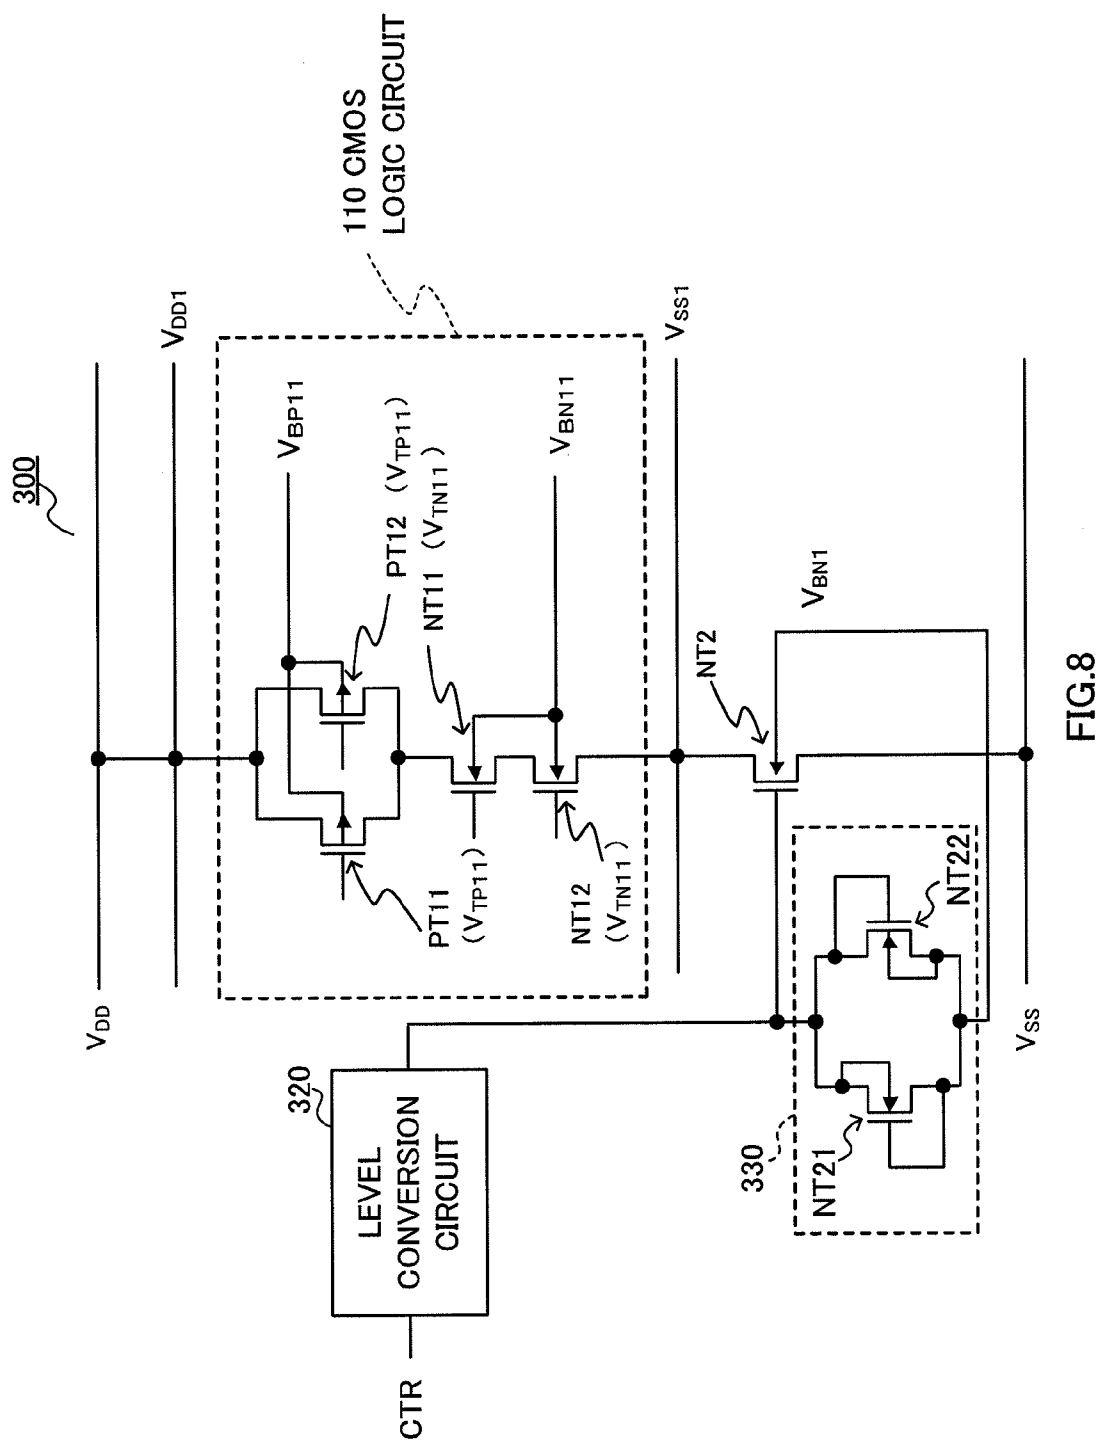 300
110 CMOS
LOGIC CIRCUIT
VDD
VDD1
VBP11
PT12 (VTP11)
NT11 (VTN11)
PT11
(VTP11)
NT12
(VTN11)
VBN11
VSS1
320
LEVEL
CONVERSION
CIRCUIT
CTR
NT2
VBN1
330
NT21
NT22
VSS
FIG.8